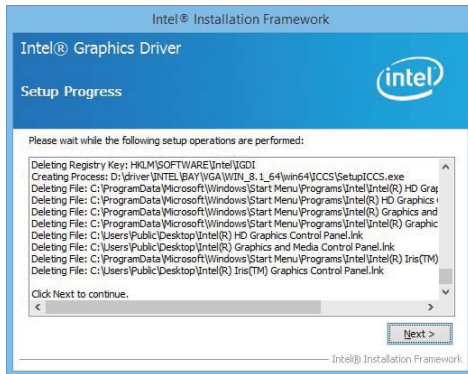 Intel® Installation Framework
Intel® Graphics Driver
intel
Setup Progress
Please wait while the following setup operations are performed:
Deleting Registry Key: HKLM\SOFTWARE\Intel\IGDI
Creating Process: D:\driver\INTEL\BAY\VGA\WIN_8.1_64\win64\ICCS\SetupICCS.exe
Deleting File: C:\ProgramData\Microsoft\Windows\Start Menu\Programs\Intel\Intel(R) HD Grap
Deleting File: C:\ProgramData\Microsoft\Windows\Start Menu\Programs\Intel(R) HD Graphics
Deleting File: C:\ProgramData\Microsoft\Windows\Start Menu\Programs\Intel(R) Graphics and
Deleting File: C:\ProgramData\Microsoft\Windows\Start Menu\Programs\Intel\Intel(R) Graphic
Deleting File: C:\Users\Public\Desktop\Intel(R) HD Graphics Control Panel.lnk
Deleting File: C:\Users\Public\Desktop\Intel(R) Graphics and Media Control Panel.lnk
Deleting File: C:\ProgramData\Microsoft\Windows\Start Menu\Programs\Intel\Intel(R) Iris(TM)
Deleting File: C:\Users\Public\Desktop\Intel(R) Iris(TM) Graphics Control Panel.lnk
Click Next to continue.
Next >
Intel® Installation Framework